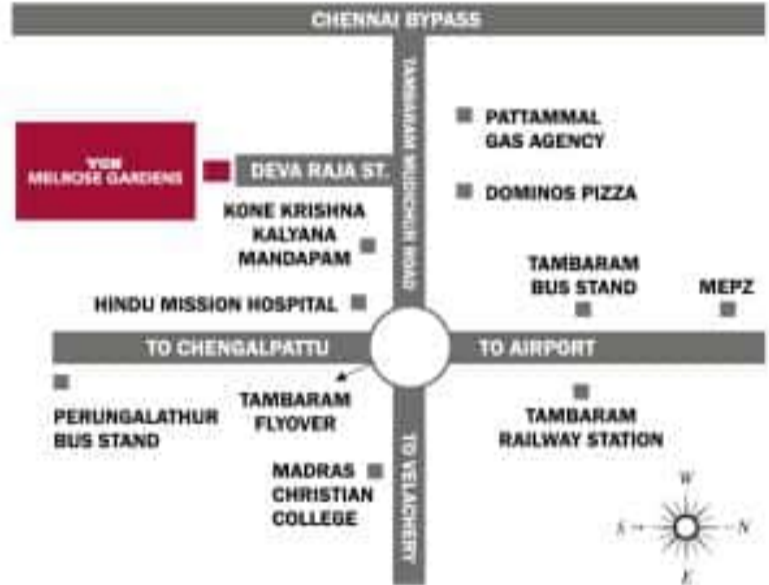 CHENNAI BYPASS
TAMBARAM MUDICHUR ROAD
PATTAMMAL
GAS AGENCY
VGN
MELROSE GARDENS
DEVA RAJA ST.
DOMINOS PIZZA
KONE KRISHNA
KALYANA
MANDAPAM
TAMBARAM
BUS STAND
MEPZ
HINDU MISSION HOSPITAL
TO CHENGALPATTU
TO AIRPORT
PERUNGALATHUR
BUS STAND
TAMBARAM
FLYOVER
TAMBARAM
RAILWAY STATION
TO VELACHERY
MADRAS
CHRISTIAN
COLLEGE
W
S
N
E